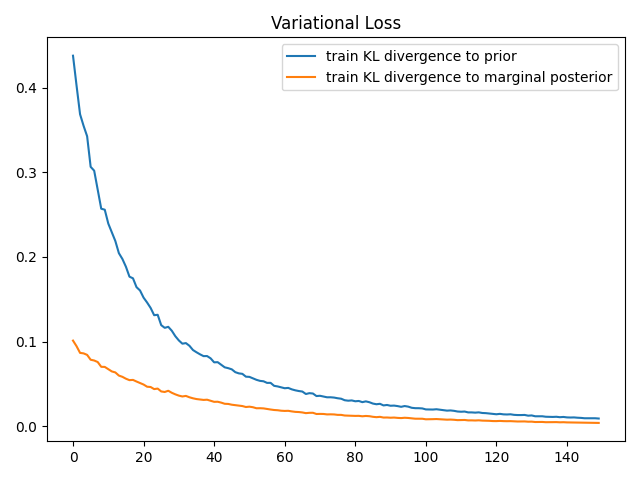 Variational Loss
train KL divergence to prior
train KL divergence to marginal posterior
0.4
0.3
0.2
0.1
0.0
0 20 40 60 80 100 120 140